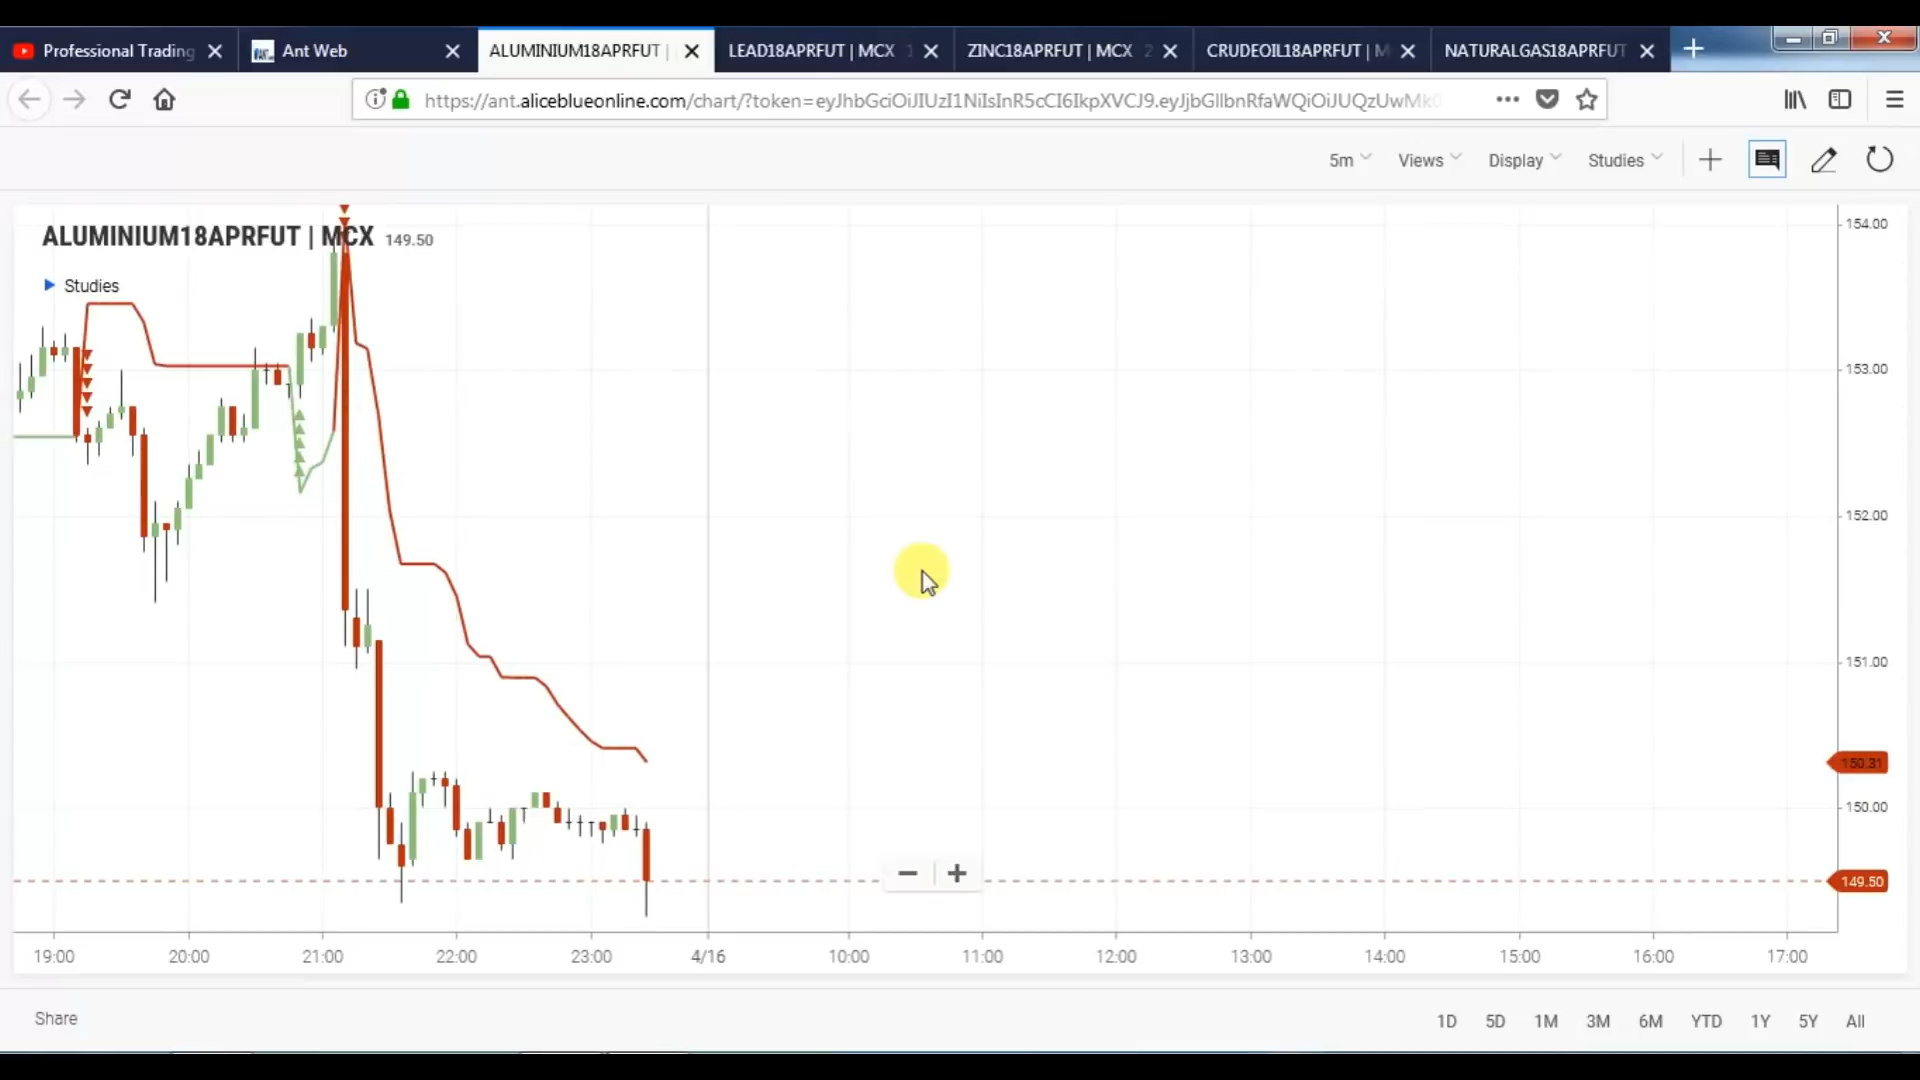 Professional Trading
Ant Web
ALUMINIUM18APRFUT |
LEAD18APRFUT | MCX
ZINC18APRFUT | MCX
CRUDEOIL18APRFUT | M
NATURALGAS18APRFUT
https://ant.aliceblueonline.com/chart/?token=eyJhbGciOiJIUzI1NiIsInR5cCI6IkpXVCJ9.eyJjbGllbnRfaWQiOiJUQzUwMk
5m Views Display Studies
ALUMINIUM18APRFUT | MCX 149.50
Studies
154.00
153.00
152.00
151.00
150.31
150.00
149.50
19:00 20:00 21:00 22:00 23:00 4/16 10:00 11:00 12:00 13:00 14:00 15:00 16:00 17:00
Share
1D 5D 1M 3M 6M YTD 1Y 5Y All